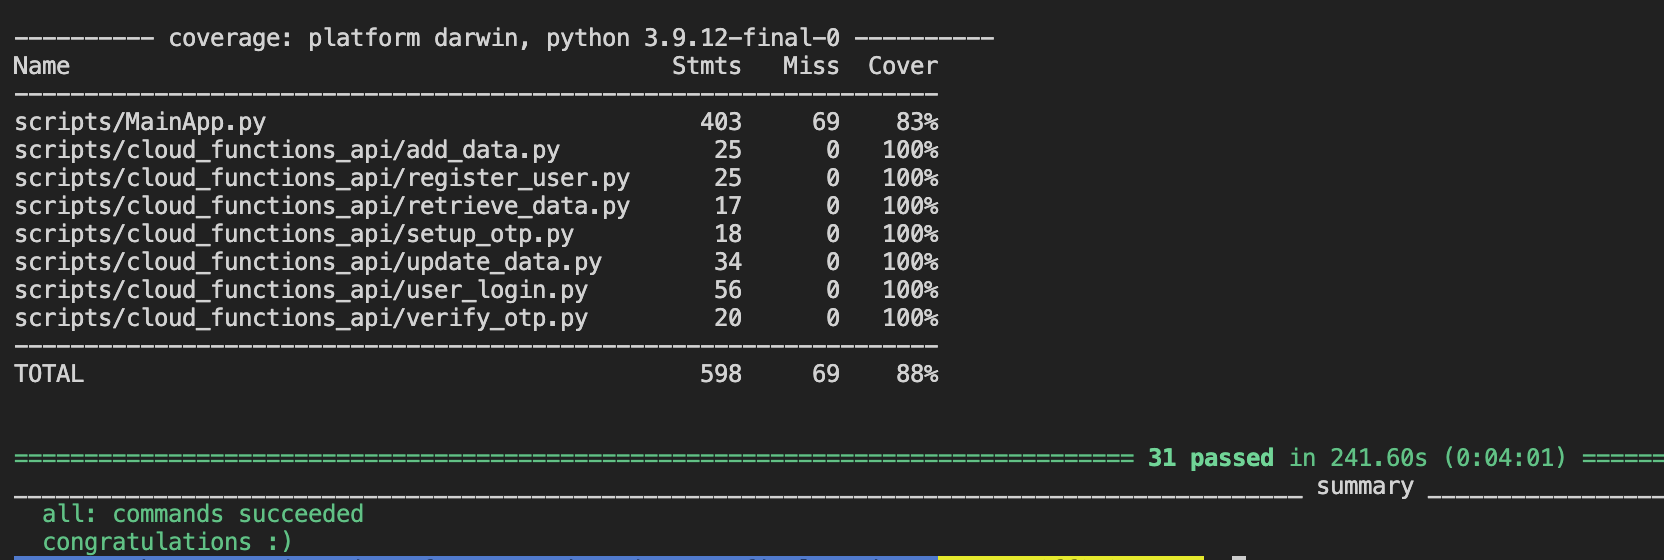 ---------- coverage: platform darwin, python 3.9.12-final-0 ----------
Name                                           Stmts   Miss  Cover
------------------------------------------------------------------
scripts/MainApp.py                               403     69    83%
scripts/cloud_functions_api/add_data.py           25      0   100%
scripts/cloud_functions_api/register_user.py      25      0   100%
scripts/cloud_functions_api/retrieve_data.py      17      0   100%
scripts/cloud_functions_api/setup_otp.py          18      0   100%
scripts/cloud_functions_api/update_data.py        34      0   100%
scripts/cloud_functions_api/user_login.py         56      0   100%
scripts/cloud_functions_api/verify_otp.py         20      0   100%
------------------------------------------------------------------
TOTAL                                            598     69    88%
================================================================================ 31 passed in 241.60s (0:04:01) ======
____________________________________________________________________________________________ summary _________________
  all: commands succeeded
  congratulations :)